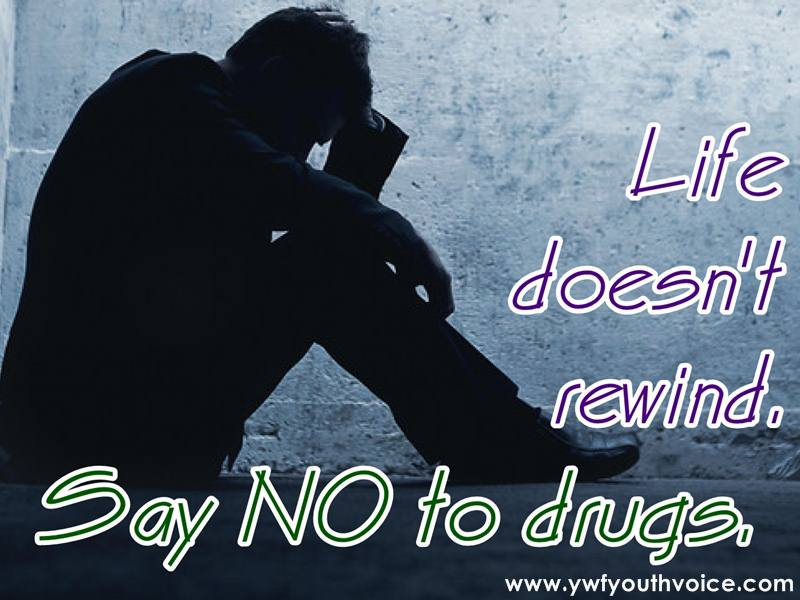 Life
doesn't
rewind.
Say NO to drugs.
www.ywfyouthvoice.com